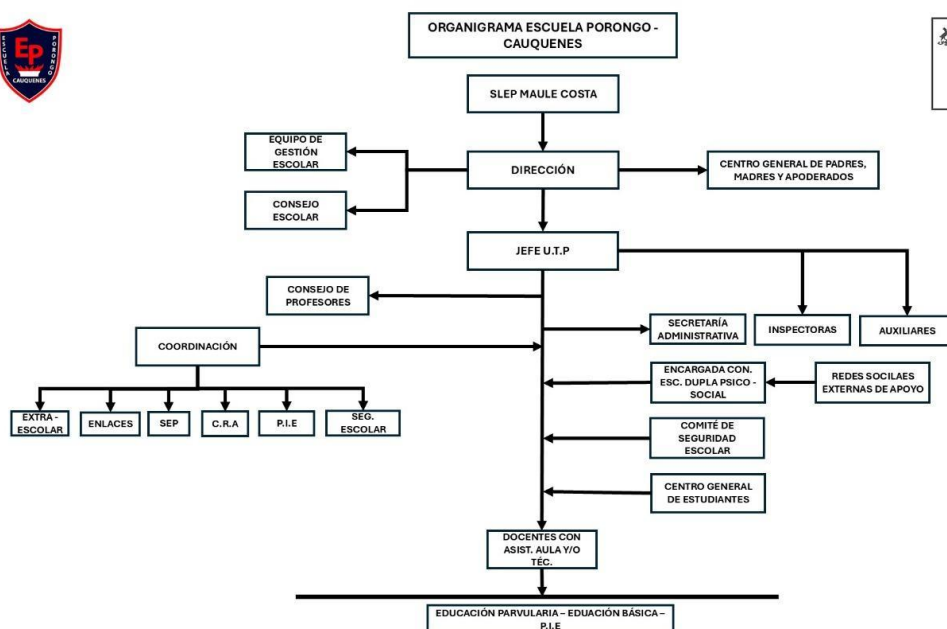 ORGANIGRAMA ESCUELA PORONGO -
CAUQUENES
ESCUELA
EP
PORONGO
CAUQUENES
SLEP MAULE COSTA
EQUIPO DE
GESTIÓN
ESCOLAR
DIRECCIÓN
CENTRO GENERAL DE PADRES,
MADRES Y APODERADOS
CONSEJO
ESCOLAR
JEFE U.T.P
CONSEJO DE
PROFESORES
SECRETARÍA
ADMINISTRATIVA
INSPECTORAS
AUXILIARES
COORDINACIÓN
ENCARGADA CON.
ESC. DUPLA PSICO -
SOCIAL
REDES SOCILAES
EXTERNAS DE APOYO
EXTRA -
ESCOLAR
ENLACES
SEP
C.R.A
P.I.E
SEG.
ESCOLAR
COMITÉ DE
SEGURIDAD
ESCOLAR
CENTRO GENERAL
DE ESTUDIANTES
DOCENTES CON
ASIST. AULA Y/O
TÉC.
EDUCACIÓN PARVULARIA – EDUACIÓN BÁSICA –
P.I.E